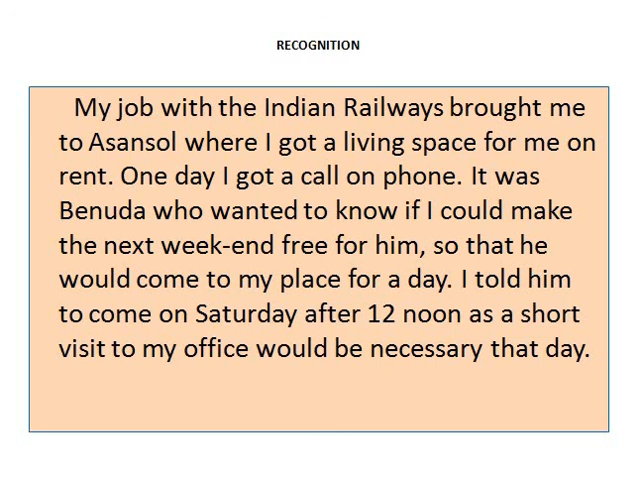 RECOGNITION
My job with the Indian Railways brought me
to Asansol where I got a living space for me on
rent. One day I got a call on phone. It was
Benuda who wanted to know if I could make
the next week-end free for him, so that he
would come to my place for a day. I told him
to come on Saturday after 12 noon as a short
visit to my office would be necessary that day.